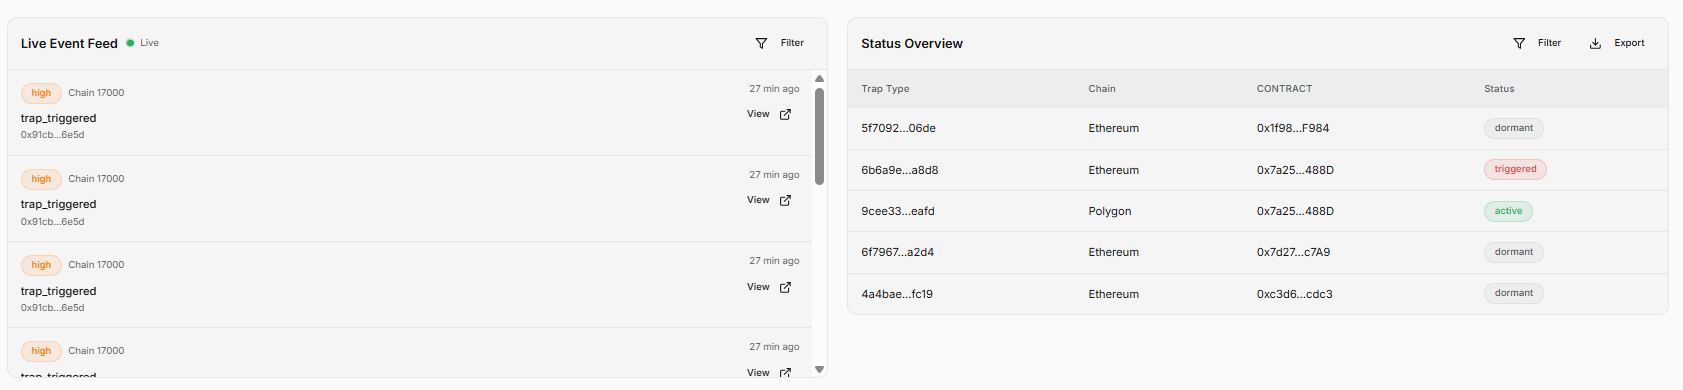 Live Event Feed Live Filter
high Chain 17000 27 min ago
trap_triggered View
0x91cb...6e5d
high Chain 17000 27 min ago
trap_triggered View
0x91cb...6e5d
high Chain 17000 27 min ago
trap_triggered View
0x91cb...6e5d
high Chain 17000 27 min ago
trap_triggered View
Status Overview Filter Export
Trap Type Chain CONTRACT Status
5f7092...06de Ethereum 0x1f98...F984 dormant
6b6a9e...a8d8 Ethereum 0x7a25...488D triggered
9cee33...eafd Polygon 0x7a25...488D active
6f7967...a2d4 Ethereum 0x7d27...c7A9 dormant
4a4bae...fc19 Ethereum 0xc3d6...cdc3 dormant